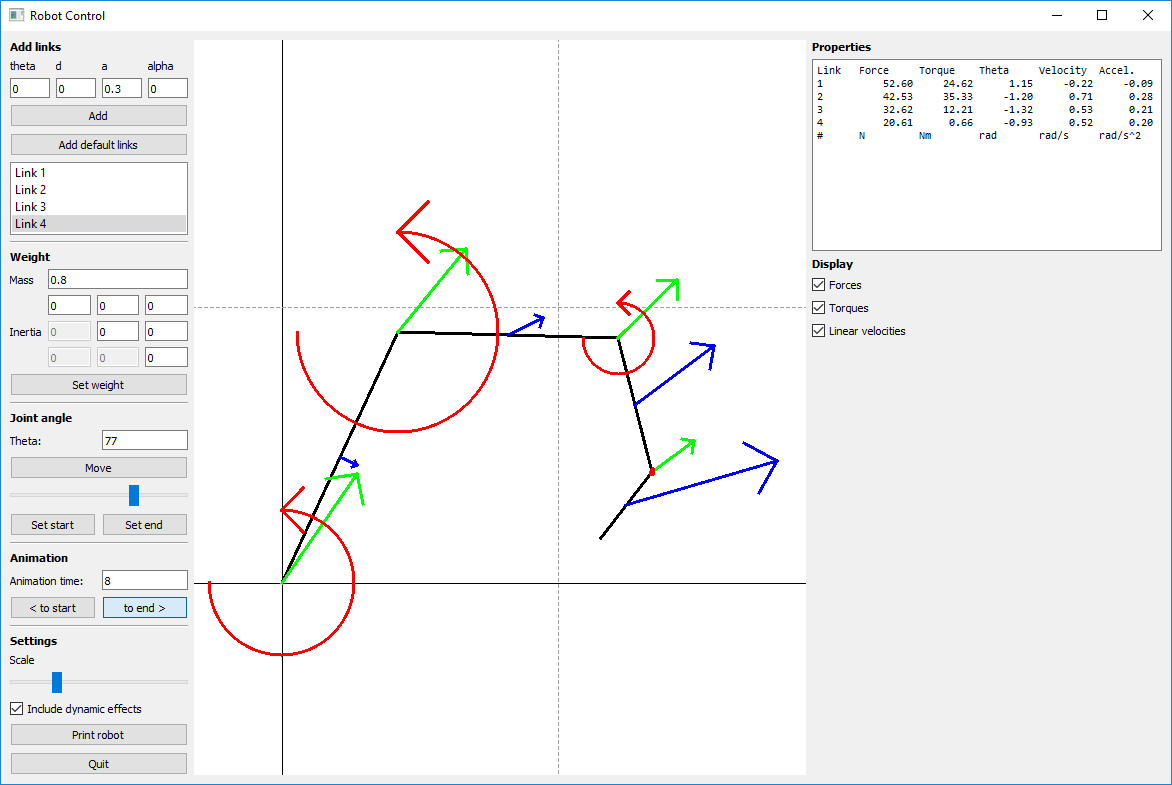 Robot Control
Add links
theta d a alpha
0 0 0.3 0
Add
Add default links
Link 1
Link 2
Link 3
Link 4
Weight
Mass 0.8
0 0 0
Inertia 0 0 0
0 0 0
Set weight
Joint angle
Theta: 77
Move
Set start Set end
Animation
Animation time: 8
< to start to end >
Settings
Scale
Include dynamic effects
Print robot
Quit
Properties
Link Force Torque Theta Velocity Accel.
1 52.60 24.62 1.15 -0.22 -0.09
2 42.53 35.33 -1.20 0.71 0.28
3 32.62 12.21 -1.32 0.53 0.21
4 20.61 0.66 -0.93 0.52 0.20
# N Nm rad rad/s rad/s^2
Display
Forces
Torques
Linear velocities